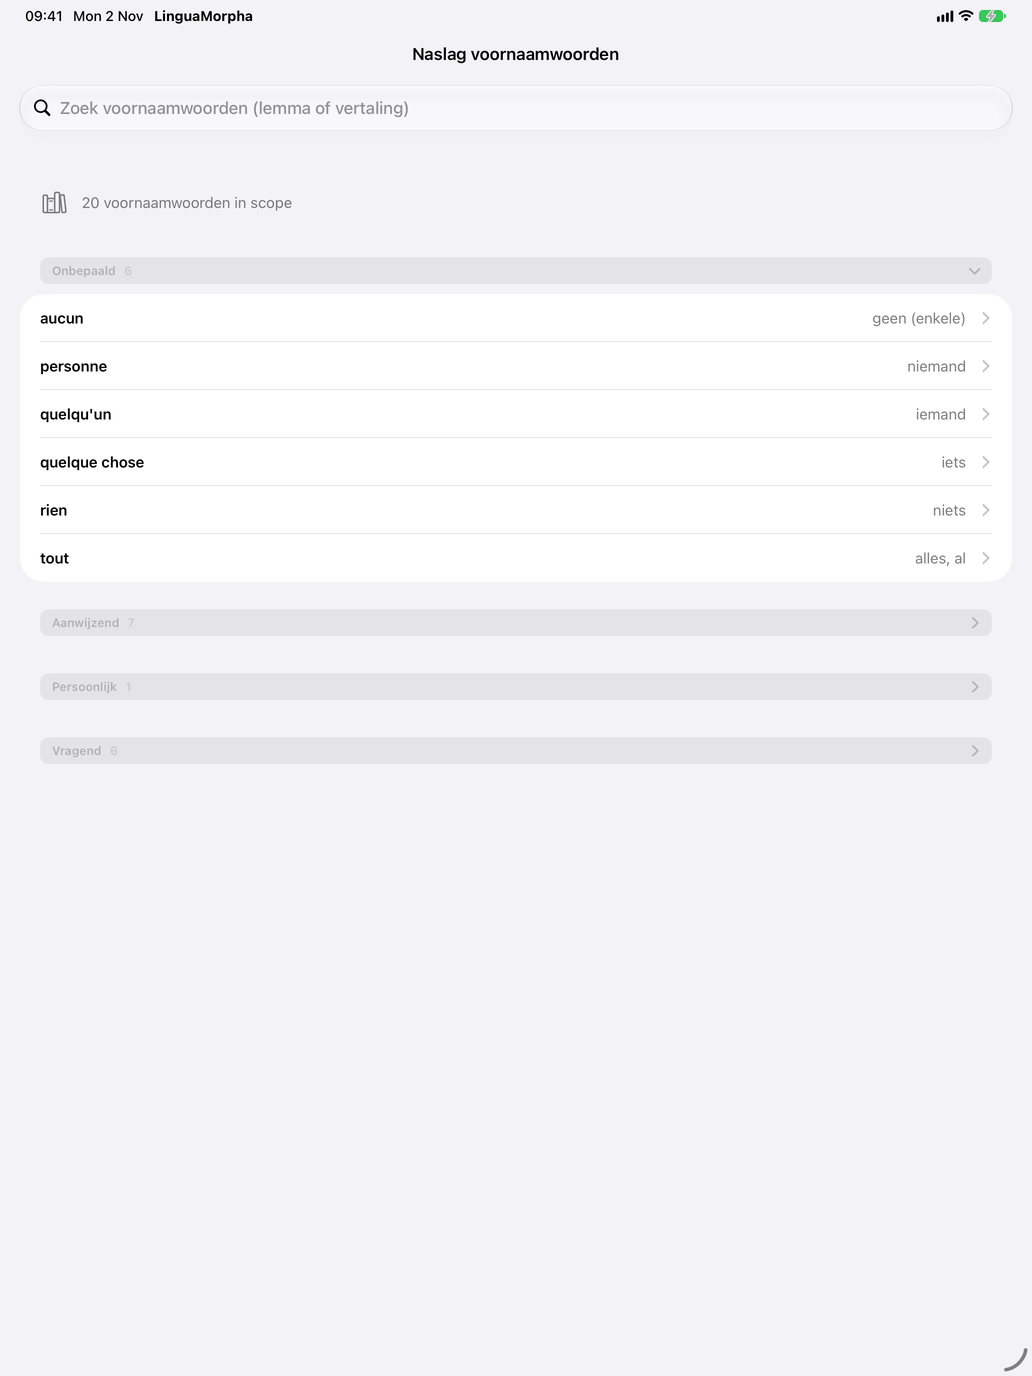 09:41 Mon 2 Nov LinguaMorpha
Naslag voornaamwoorden
Zoek voornaamwoorden (lemma of vertaling)
20 voornaamwoorden in scope
Onbepaald 6
aucun geen (enkele)
personne niemand
quelqu'un iemand
quelque chose iets
rien niets
tout alles, al
Aanwijzend 7
Persoonlijk 1
Vragend 6